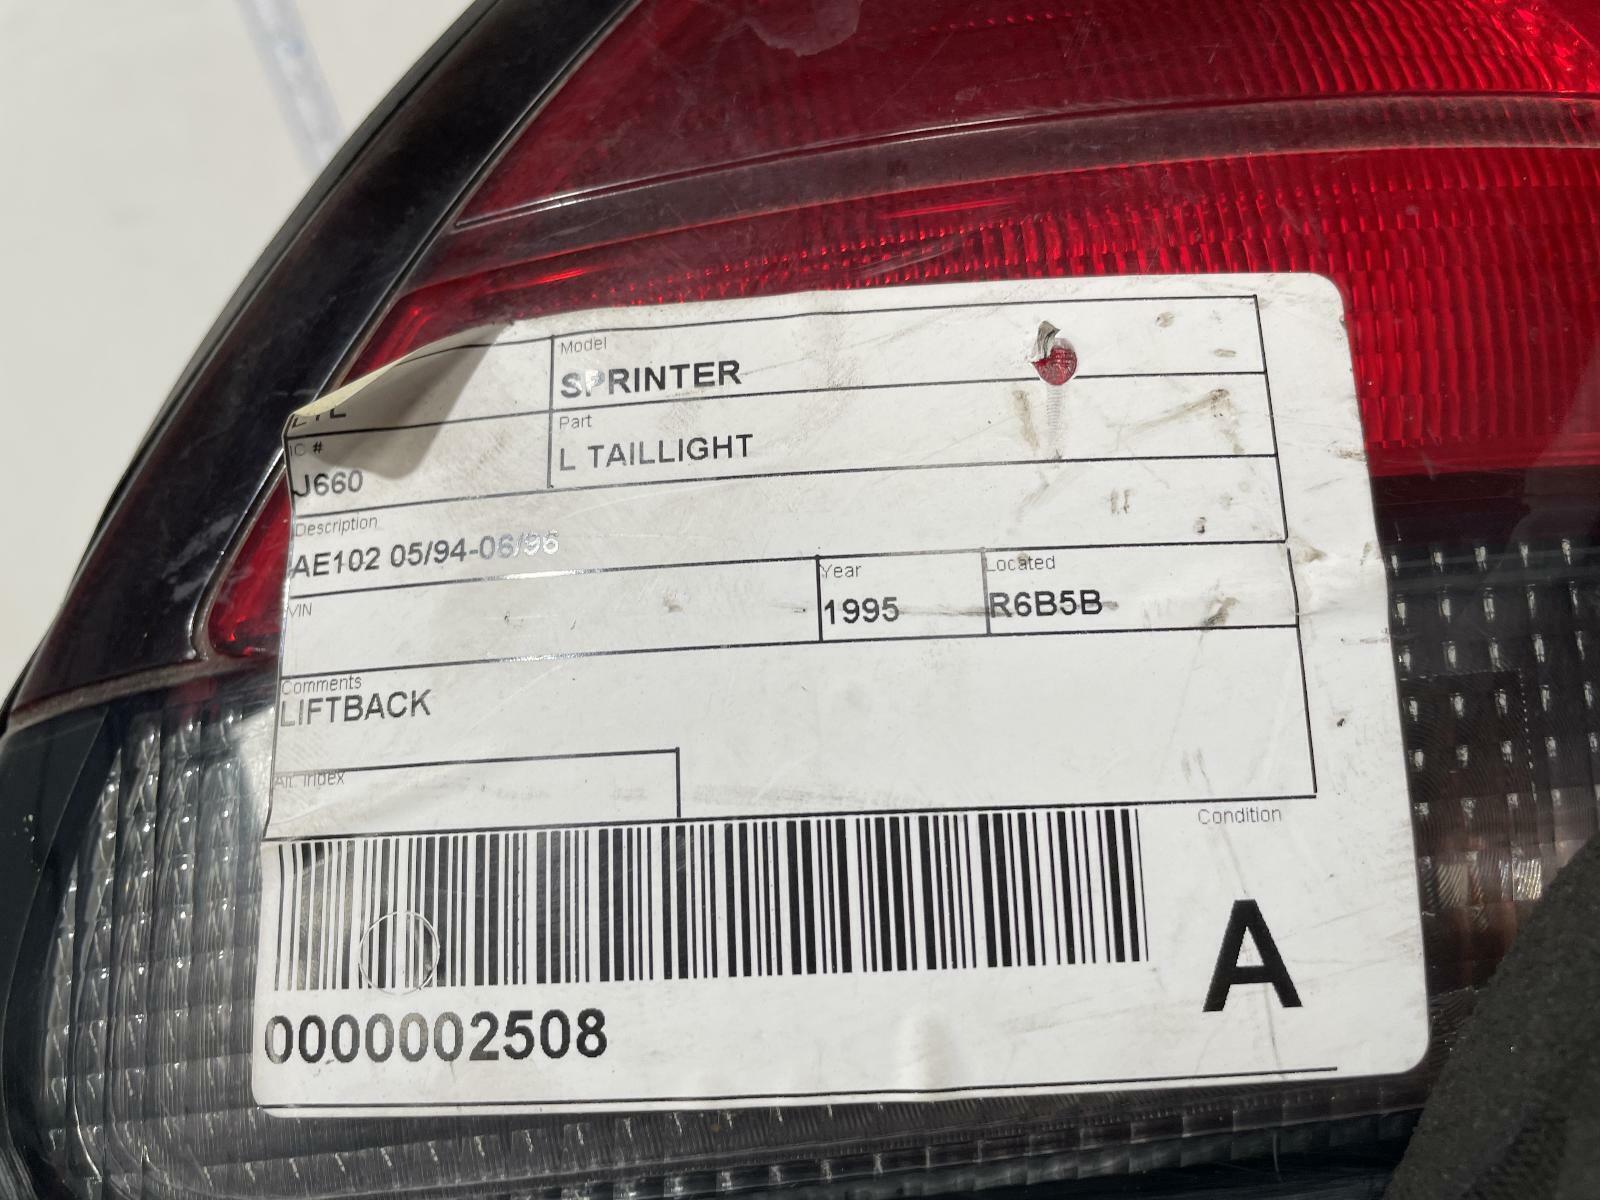 Model
SPRINTER
IC #
J660
Part
L TAILLIGHT
Description
AE102 05/94-06/96
VIN
Year
1995
Located
R6B5B
Comments
LIFTBACK
Alt. Index
Condition
A
0000002508